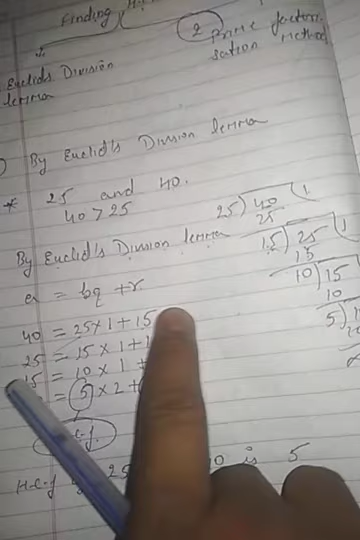 Finding H.
2 Prime factori
sation method
Euclid's Division
lemma
By Euclid's Division lemma
* 25 and 40.
40 > 25
25) 40 (1
25
15) 25 (1
15
10) 15
10
5)
By Euclid's Division lemma
a = bq + r
40 = 25 × 1 + 15
25 = 15 × 1 + 1
15 = 10 × 1 +
= 5 × 2 +
H.C.f 25 0 is 5